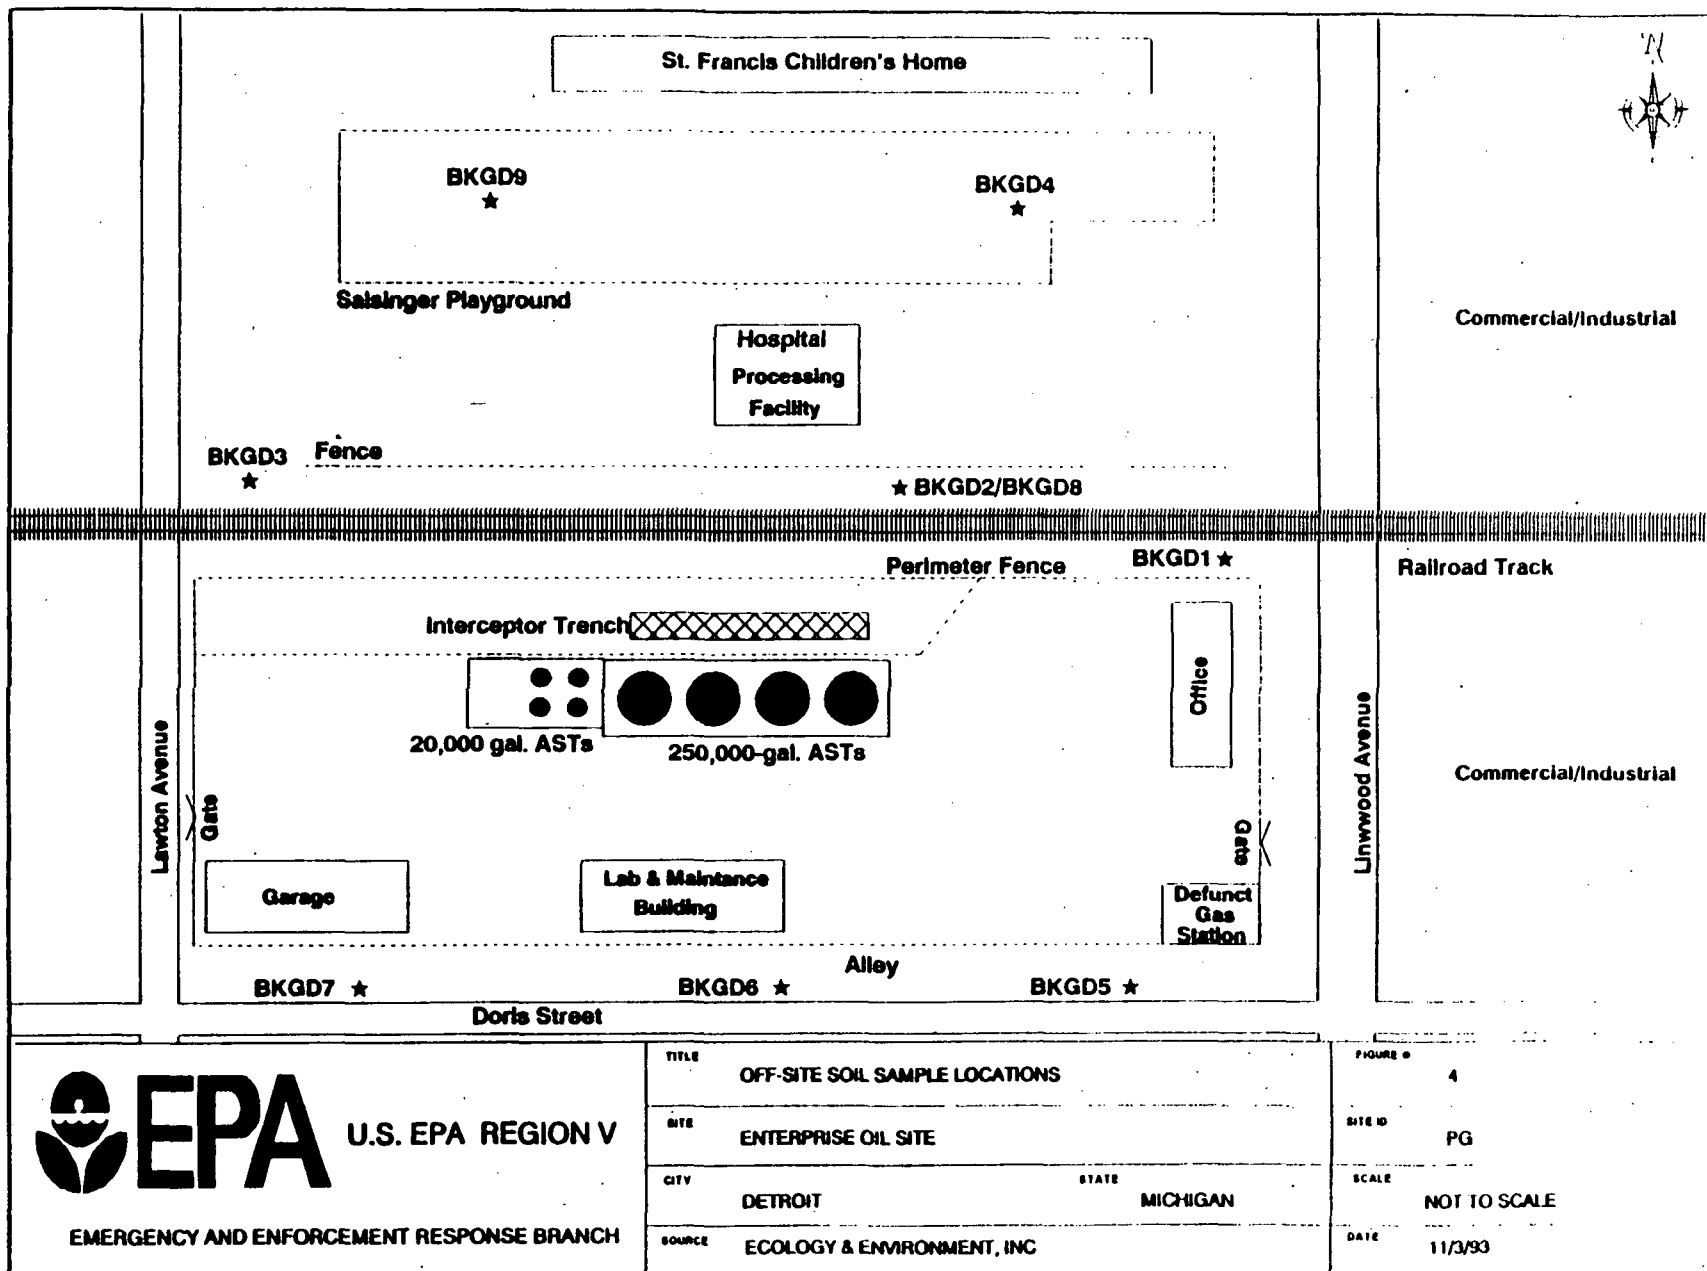 St. Francis Children's Home
N
BKGD9
BKGD4
Salsinger Playground
Commercial/Industrial
Hospital
Processing
Facility
BKGD3
Fence
BKGD2/BKGD8
BKGD1
Perimeter Fence
Railroad Track
Interceptor Trench
Office
20,000 gal. ASTs
250,000-gal. ASTs
Lawton Avenue
Linwwood Avenue
Commercial/Industrial
Gate
Gate
Garage
Lab & Maintance
Building
Defunct
Gas
Station
Alley
BKGD7
BKGD6
BKGD5
Doris Street
EPA
U.S. EPA REGION V
EMERGENCY AND ENFORCEMENT RESPONSE BRANCH
TITLE
OFF-SITE SOIL SAMPLE LOCATIONS
FIGURE #
4
SITE
ENTERPRISE OIL SITE
SITE ID
PG
CITY
DETROIT
STATE
MICHIGAN
SCALE
NOT TO SCALE
SOURCE
ECOLOGY & ENVIRONMENT, INC
DATE
11/3/93